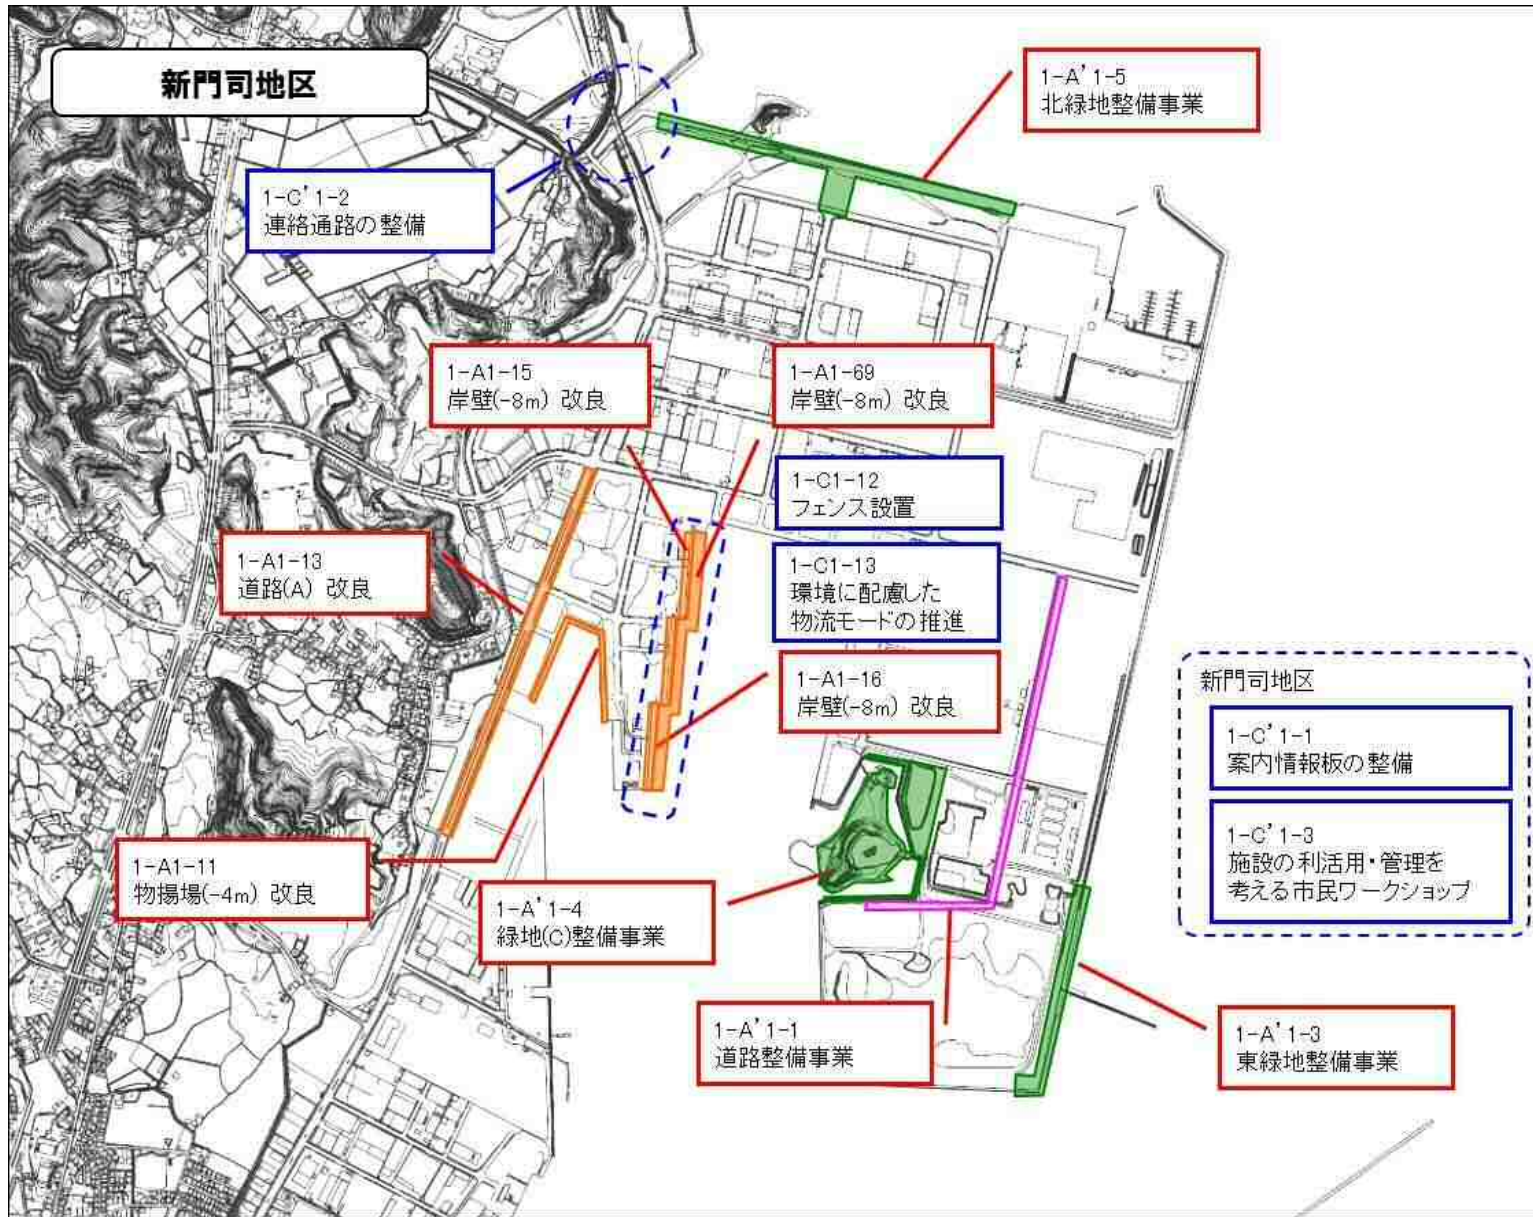 新門司地区
1-A'1-5
北緑地整備事業
1-C'1-2
連絡通路の整備
1-A1-15
岸壁(-8m) 改良
1-A1-69
岸壁(-8m) 改良
1-C1-12
フェンス設置
1-A1-13
道路(A) 改良
1-C1-13
環境に配慮した
物流モードの推進
1-A1-16
岸壁(-8m) 改良
新門司地区
1-C'1-1
案内情報板の整備
1-C'1-3
施設の利活用・管理を
考える市民ワークショップ
1-A1-11
物揚場(-4m) 改良
1-A'1-4
緑地(C)整備事業
1-A'1-1
道路整備事業
1-A'1-3
東緑地整備事業